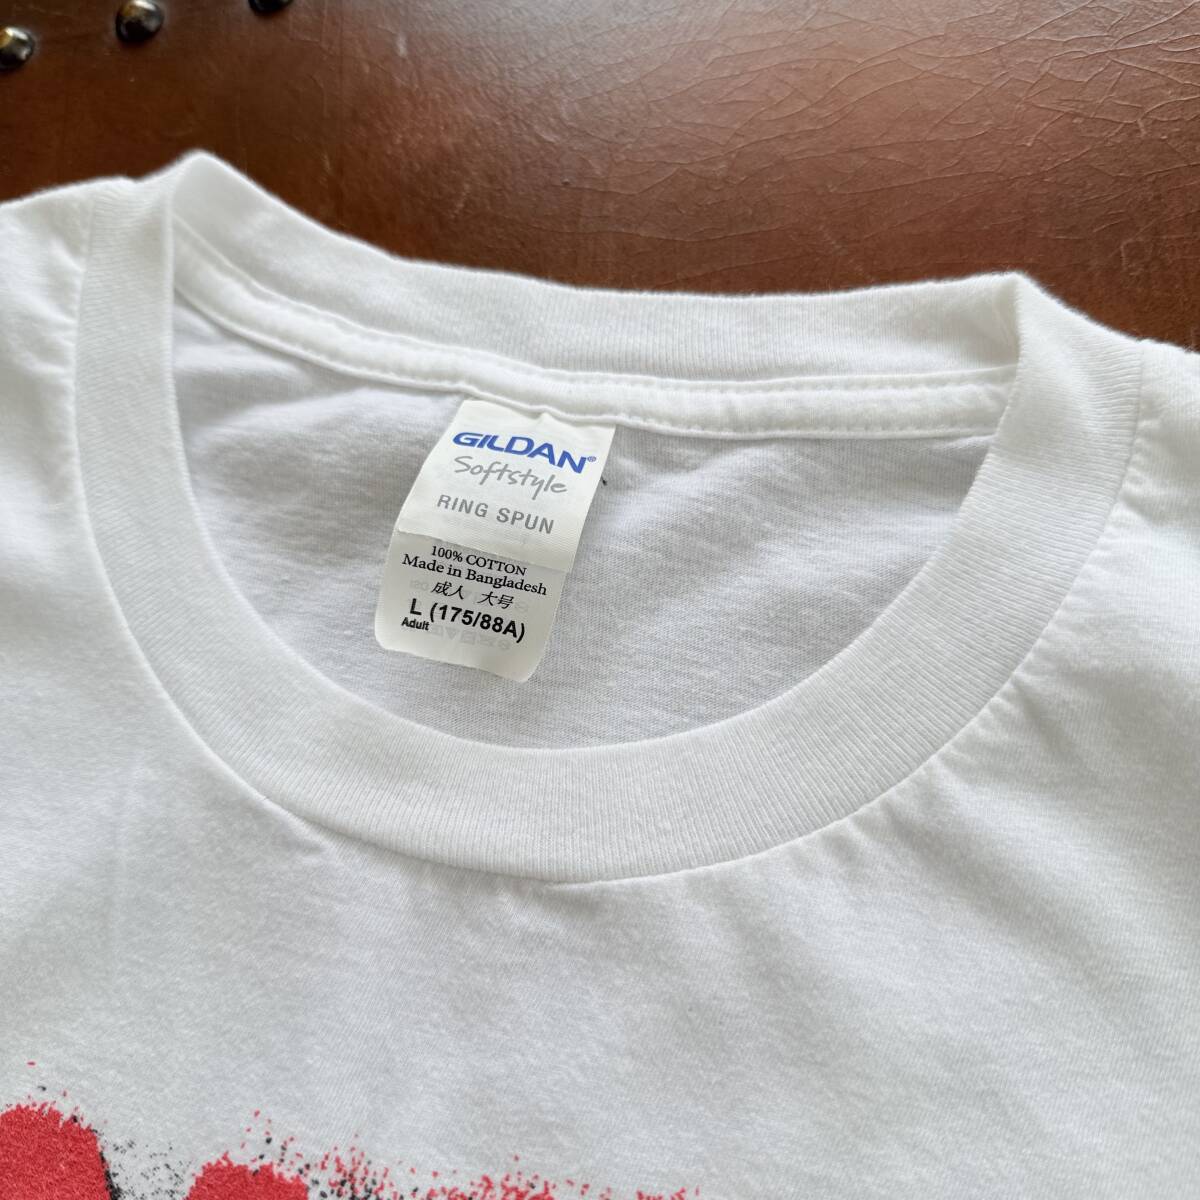 GILDAN®
Softstyle
RING SPUN
100% COTTON
Made in Bangladesh
成人 大号
L (175/88A)
Adult